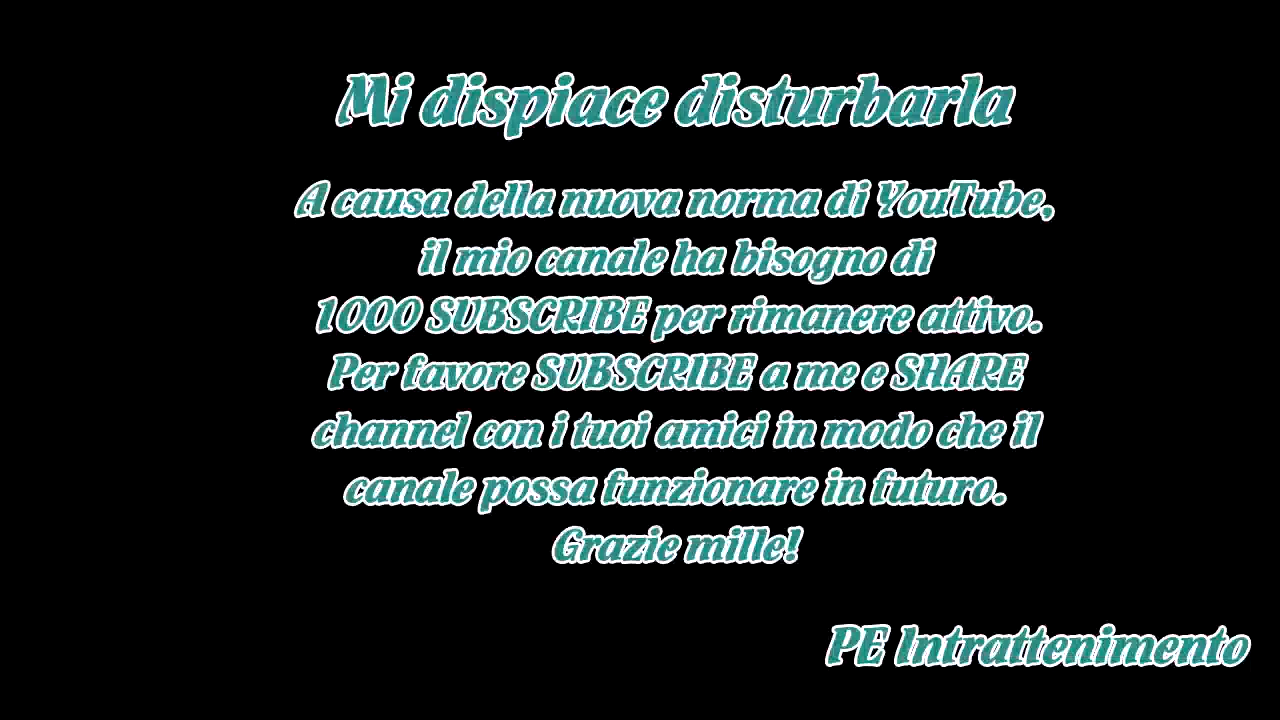 Mi dispiace disturbarla
A causa della nuova norma di YouTube,
il mio canale ha bisogno di
1000 SUBSCRIBE per rimanere attivo.
Per favore SUBSCRIBE a me e SHARE
channel con i tuoi amici in modo che il
canale possa funzionare in futuro.
Grazie mille!
PE Intrattenimento